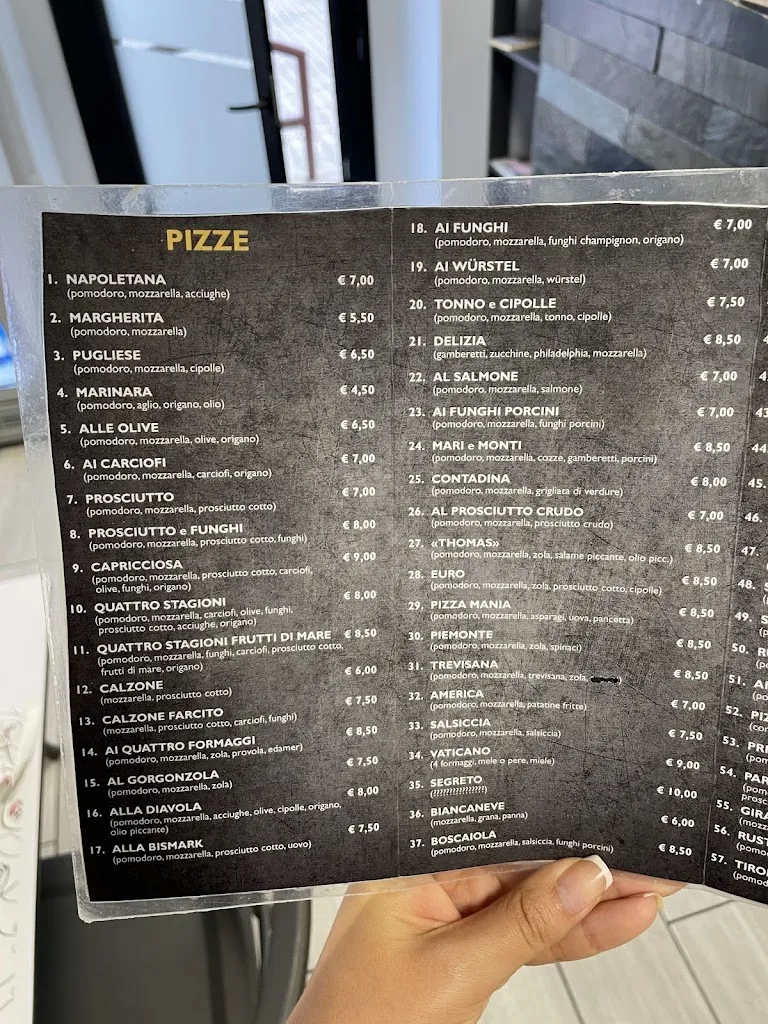 PIZZE
1. NAPOLETANA € 7,00
(pomodoro, mozzarella, acciughe)
2. MARGHERITA € 5,50
(pomodoro, mozzarella)
3. PUGLIESE € 6,50
(pomodoro, mozzarella, cipolle)
4. MARINARA € 4,50
(pomodoro, aglio, origano, olio)
5. ALLE OLIVE € 6,50
(pomodoro, mozzarella, olive, origano)
6. AI CARCIOFI € 7,00
(pomodoro, mozzarella, carciofi, origano)
7. PROSCIUTTO € 7,00
(pomodoro, mozzarella, prosciutto cotto)
8. PROSCIUTTO e FUNGHI € 8,00
(pomodoro, mozzarella, prosciutto cotto, funghi)
9. CAPRICCIOSA € 9,00
(pomodoro, mozzarella, prosciutto cotto, carciofi,
olive, funghi, origano)
10. QUATTRO STAGIONI € 8,00
(pomodoro, mozzarella, carciofi, olive, funghi,
prosciutto cotto, acciughe, origano)
11. QUATTRO STAGIONI FRUTTI DI MARE € 8,50
(pomodoro, mozzarella, funghi, carciofi, prosciutto cotto,
frutti di mare, origano)
12. CALZONE € 6,00
(mozzarella, prosciutto cotto)
13. CALZONE FARCITO € 7,50
(mozzarella, prosciutto cotto, carciofi, funghi)
14. AI QUATTRO FORMAGGI € 8,50
(pomodoro, mozzarella, zola, provola, edamer)
15. AL GORGONZOLA € 7,50
(pomodoro, mozzarella, zola)
16. ALLA DIAVOLA € 8,00
(pomodoro, mozzarella, acciughe, olive, cipolle, origano,
olio piccante)
17. ALLA BISMARK € 7,50
(pomodoro, mozzarella, prosciutto cotto, uovo)
18. AI FUNGHI € 7,00
(pomodoro, mozzarella, funghi champignon, origano)
19. AI WÜRSTEL € 7,00
(pomodoro, mozzarella, würstel)
20. TONNO e CIPOLLE € 7,50
(pomodoro, mozzarella, tonno, cipolle)
21. DELIZIA € 8,50
(gamberetti, zucchine, philadelphia, mozzarella)
22. AL SALMONE € 7,00
(pomodoro, mozzarella, salmone)
23. AI FUNGHI PORCINI € 7,00
(pomodoro, mozzarella, funghi porcini)
24. MARI e MONTI € 8,50
(pomodoro, mozzarella, cozze, gamberetti, porcini)
25. CONTADINA € 8,00
(pomodoro, mozzarella, grigliata di verdure)
26. AL PROSCIUTTO CRUDO € 7,00
(pomodoro, mozzarella, prosciutto crudo)
27. «THOMAS» € 8,50
(pomodoro, mozzarella, zola, salame piccante, olio picc.)
28. EURO € 8,50
(pomodoro, mozzarella, zola, prosciutto cotto, cipolle)
29. PIZZA MANIA € 8,50
(pomodoro, mozzarella, asparagi, uova, pancetta)
30. PIEMONTE € 8,50
(pomodoro, mozzarella, zola, spinaci)
31. TREVISANA € 8,50
(pomodoro, mozzarella, trevisana, zola, )
32. AMERICA € 7,00
(pomodoro, mozzarella, patatine fritte)
33. SALSICCIA € 7,50
(pomodoro, mozzarella, salsiccia)
34. VATICANO € 9,00
(4 formaggi, mele o pere, miele)
35. SEGRETO € 10,00
(????????????????)
36. BIANCANEVE € 6,00
(mozzarella, grana, panna)
37. BOSCAIOLA € 8,50
(pomodoro, mozzarella, salsiccia, funghi porcini)
43
44.
45.
46.
47.
48.
49.
50.
51.
52.
53.
54.
55.
56.
57.